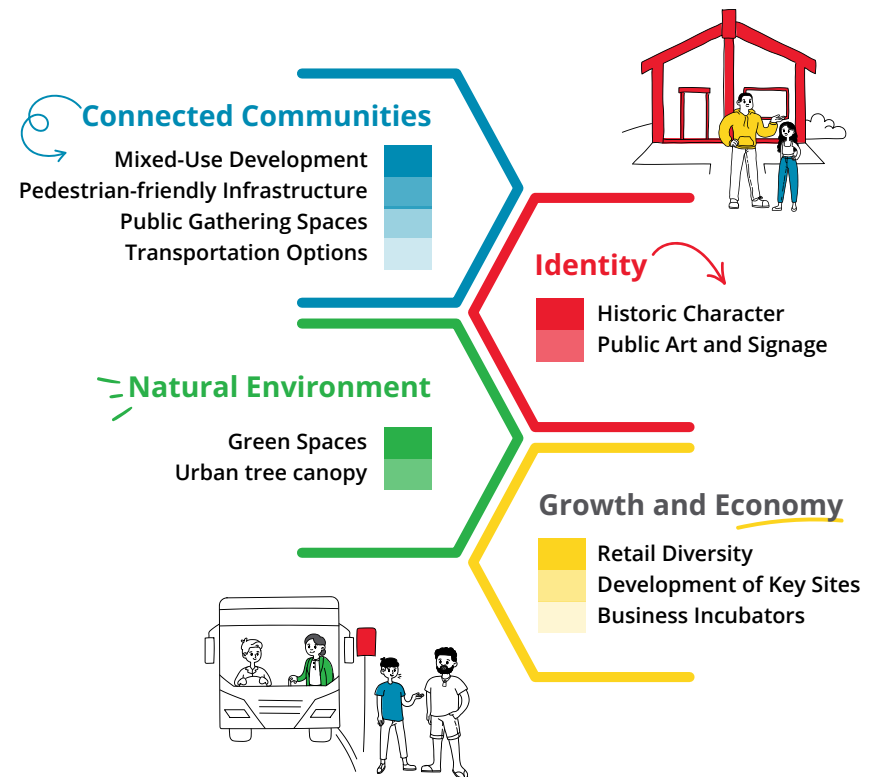 Connected Communities
Mixed-Use Development
Pedestrian-friendly Infrastructure
Public Gathering Spaces
Transportation Options
Identity
Historic Character
Public Art and Signage
Natural Environment
Green Spaces
Urban tree canopy
Growth and Economy
Retail Diversity
Development of Key Sites
Business Incubators